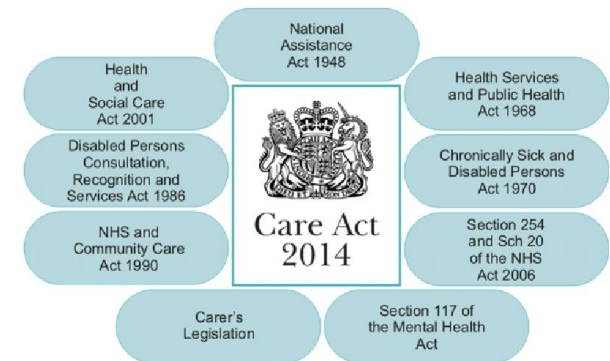 National
Assistance
Act 1948
Health
and
Social Care
Act 2001
Health Services
and Public Health
Act 1968
Disabled Persons
Consultation,
Recognition and
Services Act 1986
Chronically Sick and
Disabled Persons
Act 1970
Care Act
2014
NHS and
Community Care
Act 1990
Section 254
and Sch 20
of the NHS
Act 2006
Carer's
Legislation
Section 117 of
the Mental Health
Act